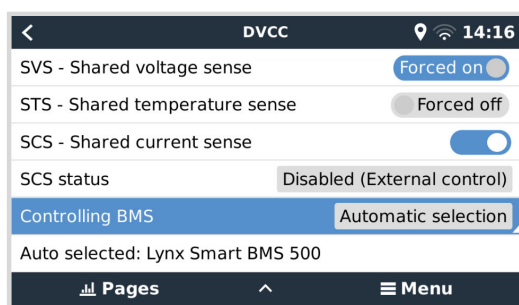 DVCC 14:16
SVS - Shared voltage sense Forced on
STS - Shared temperature sense Forced off
SCS - Shared current sense
SCS status Disabled (External control)
Controlling BMS Automatic selection
Auto selected: Lynx Smart BMS 500
Pages Menu